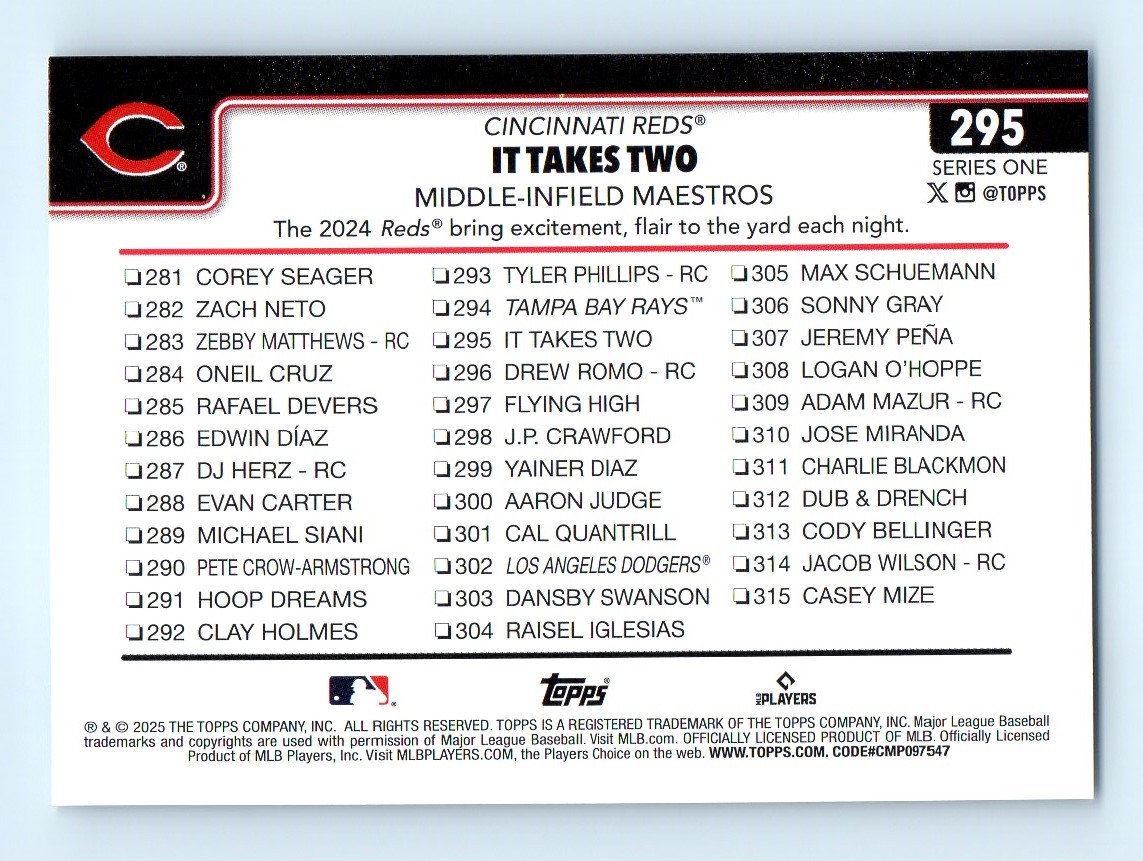 CINCINNATI REDS®
295
IT TAKES TWO
SERIES ONE
MIDDLE-INFIELD MAESTROS
@TOPPS
The 2024 Reds® bring excitement, flair to the yard each night.
281 COREY SEAGER
282 ZACH NETO
283 ZEBBY MATTHEWS - RC
284 ONEIL CRUZ
285 RAFAEL DEVERS
286 EDWIN DÍAZ
287 DJ HERZ - RC
288 EVAN CARTER
289 MICHAEL SIANI
290 PETE CROW-ARMSTRONG
291 HOOP DREAMS
292 CLAY HOLMES
293 TYLER PHILLIPS - RC
294 TAMPA BAY RAYS™
295 IT TAKES TWO
296 DREW ROMO - RC
297 FLYING HIGH
298 J.P. CRAWFORD
299 YAINER DIAZ
300 AARON JUDGE
301 CAL QUANTRILL
302 LOS ANGELES DODGERS®
303 DANSBY SWANSON
304 RAISEL IGLESIAS
305 MAX SCHUEMANN
306 SONNY GRAY
307 JEREMY PEÑA
308 LOGAN O'HOPPE
309 ADAM MAZUR - RC
310 JOSE MIRANDA
311 CHARLIE BLACKMON
312 DUB & DRENCH
313 CODY BELLINGER
314 JACOB WILSON - RC
315 CASEY MIZE
Topps®
MLB PLAYERS
® & © 2025 THE TOPPS COMPANY, INC. ALL RIGHTS RESERVED. TOPPS IS A REGISTERED TRADEMARK OF THE TOPPS COMPANY, INC. Major League Baseball
trademarks and copyrights are used with permission of Major League Baseball. Visit MLB.com. OFFICIALLY LICENSED PRODUCT OF MLB. Officially Licensed
Product of MLB Players, Inc. Visit MLBPLAYERS.COM, the Players Choice on the web. WWW.TOPPS.COM. CODE#CMP097547